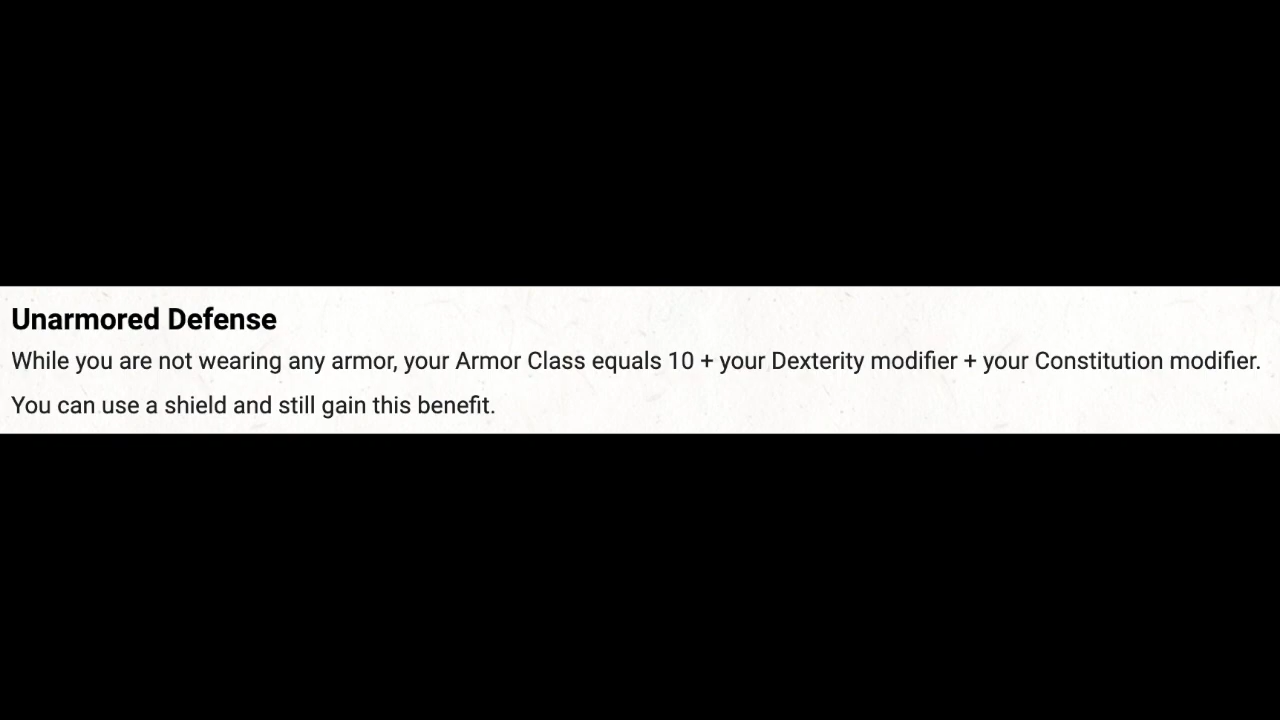 Unarmored Defense
While you are not wearing any armor, your Armor Class equals 10 + your Dexterity modifier + your Constitution modifier.
You can use a shield and still gain this benefit.